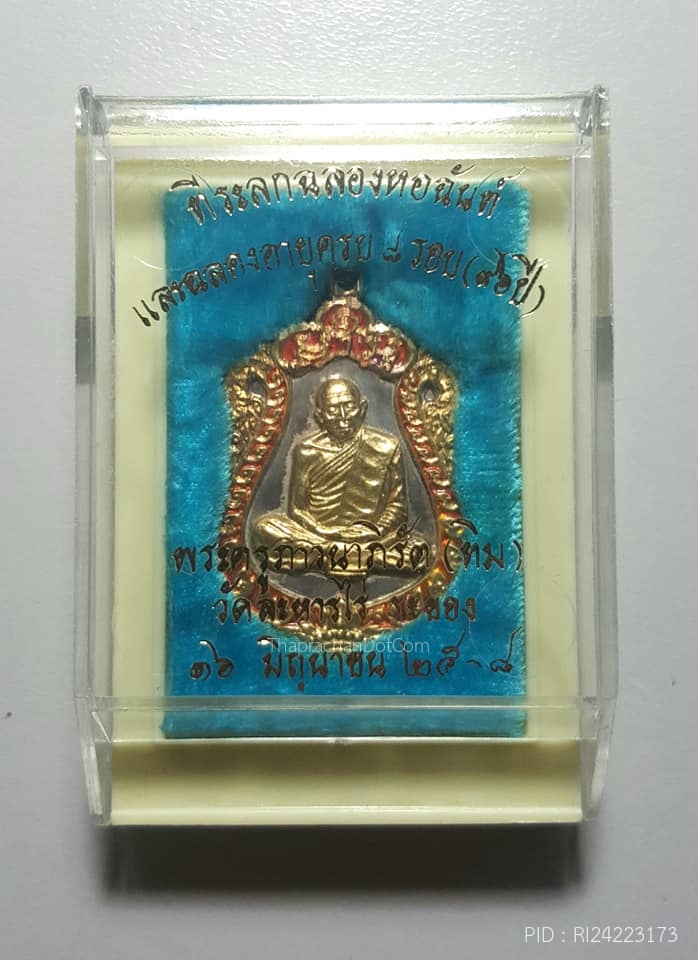 ที่ระลึกฉลองหอฉันท์
และฉลองอายุครบ ๘ รอบ (๙๖ ปี)
พระครูภาวนาภิรัต (ทิม)
วัดละหารไร่ ระยอง
ThaprachanDotCom
๑๖ มิถุนายน ๒๕-๘
PID : RI24223173